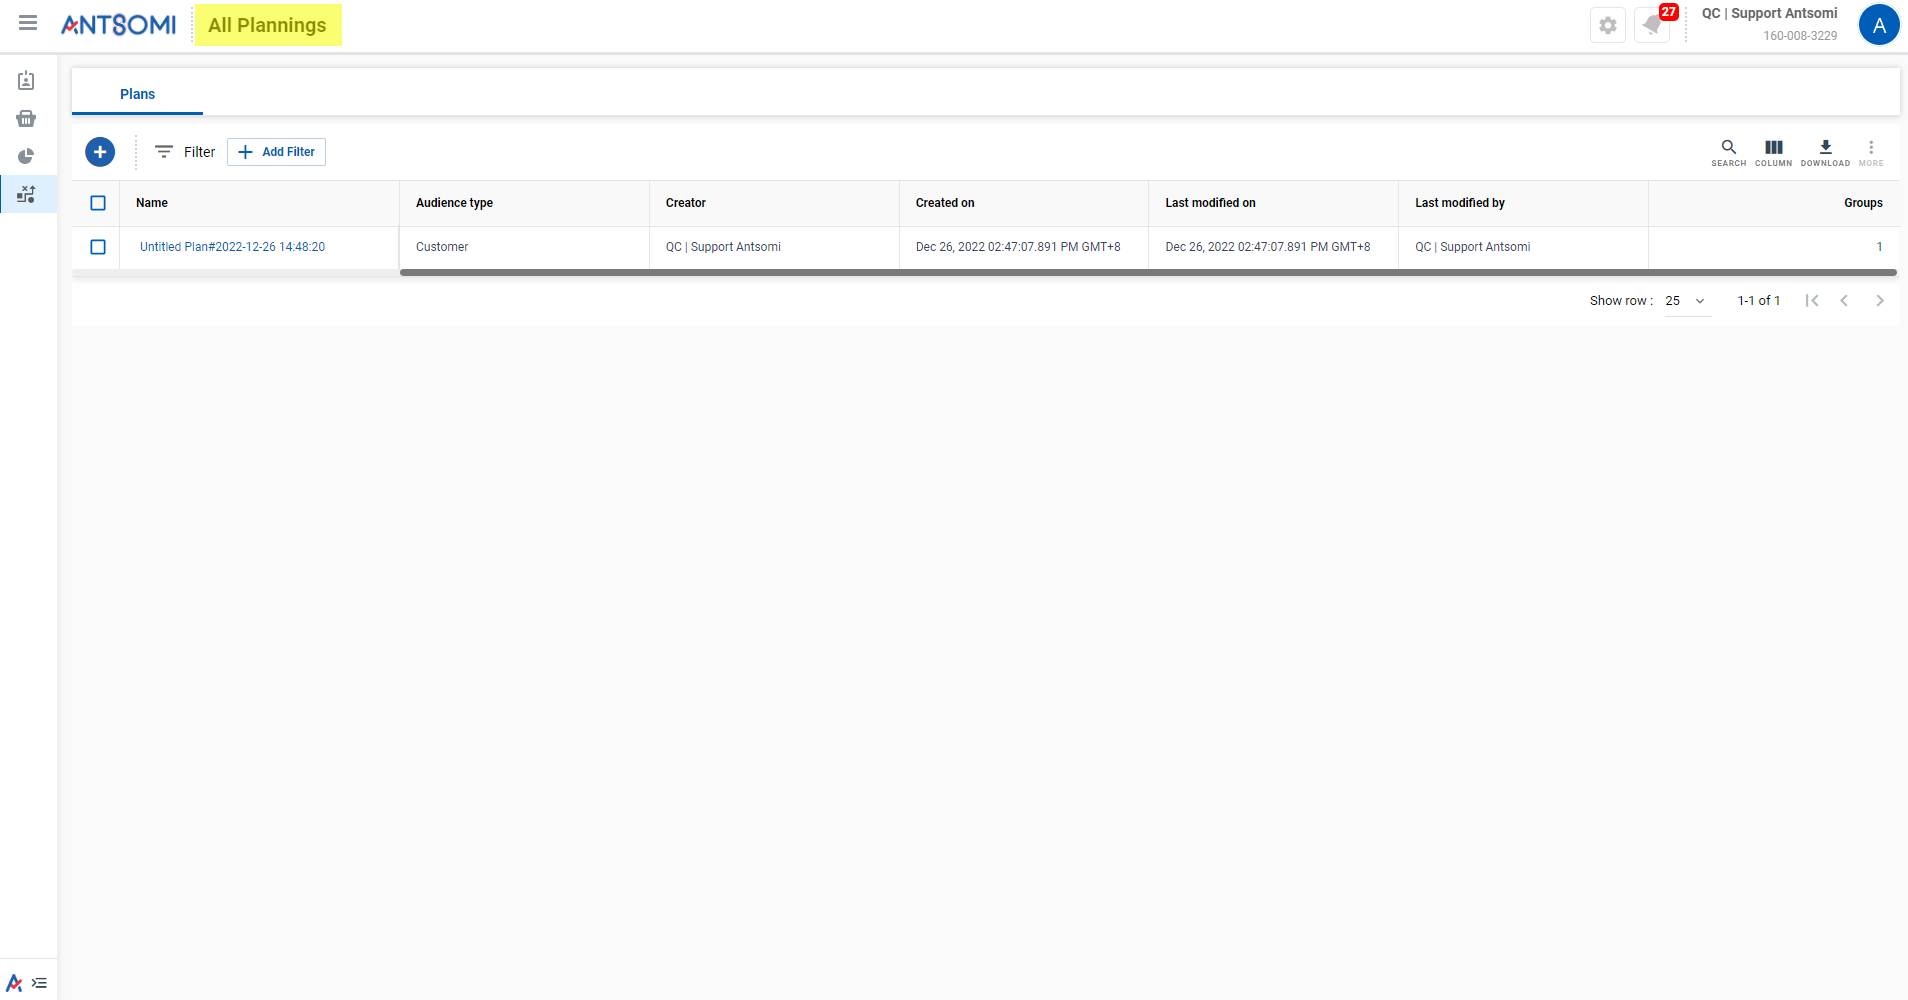 ANTSOMI
All Plannings
27
QC | Support Antsomi
160-008-3229
A
Plans
Filter
Add Filter
SEARCH
COLUMN
DOWNLOAD
MORE
Name Audience type Creator Created on Last modified on Last modified by Groups
Untitled Plan#2022-12-26 14:48:20 Customer QC | Support Antsomi Dec 26, 2022 02:47:07.891 PM GMT+8 Dec 26, 2022 02:47:07.891 PM GMT+8 QC | Support Antsomi 1
Show row : 25 1-1 of 1